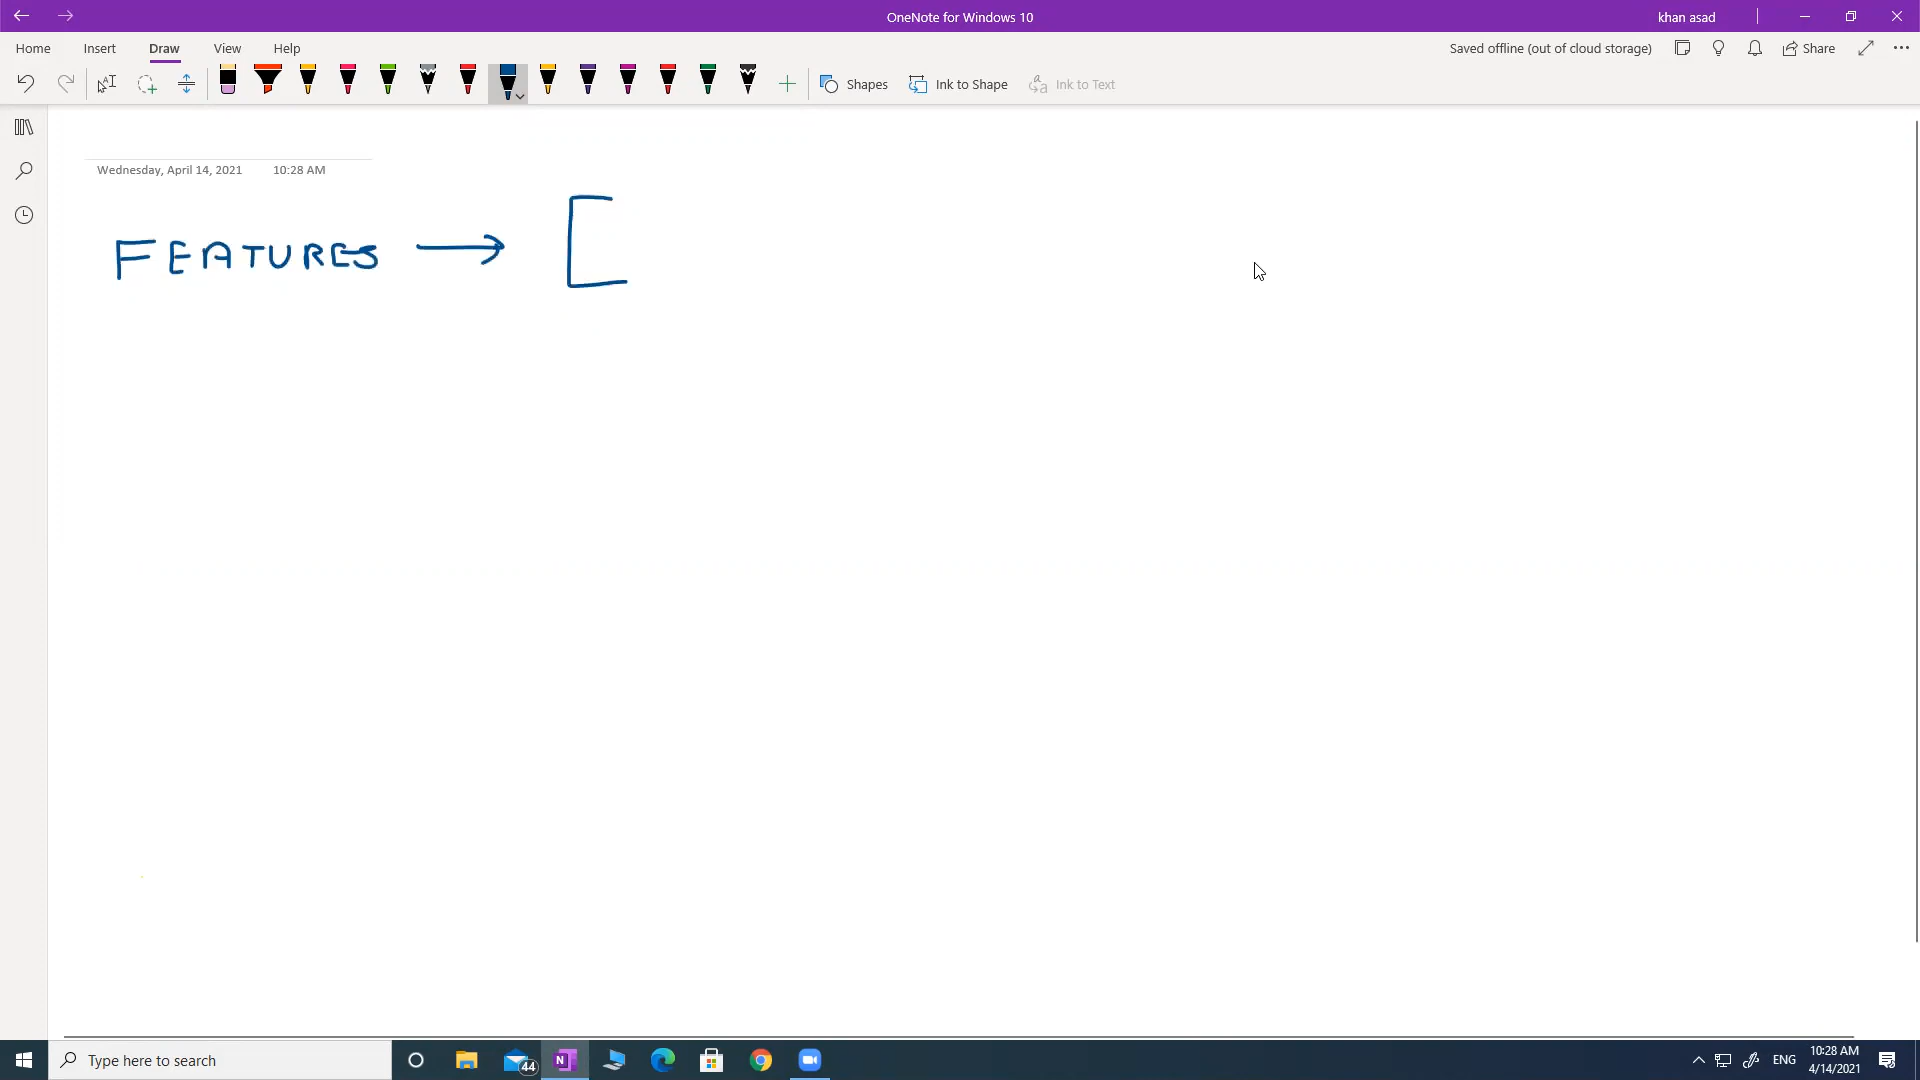 OneNote for Windows 10
khan asad
Home Insert Draw View Help
Saved offline (out of cloud storage)
Share
Shapes
Ink to Shape
Ink to Text
Wednesday, April 14, 2021 10:28 AM
FEATURES → [
Type here to search
44
N
ENG
10:28 AM
4/14/2021